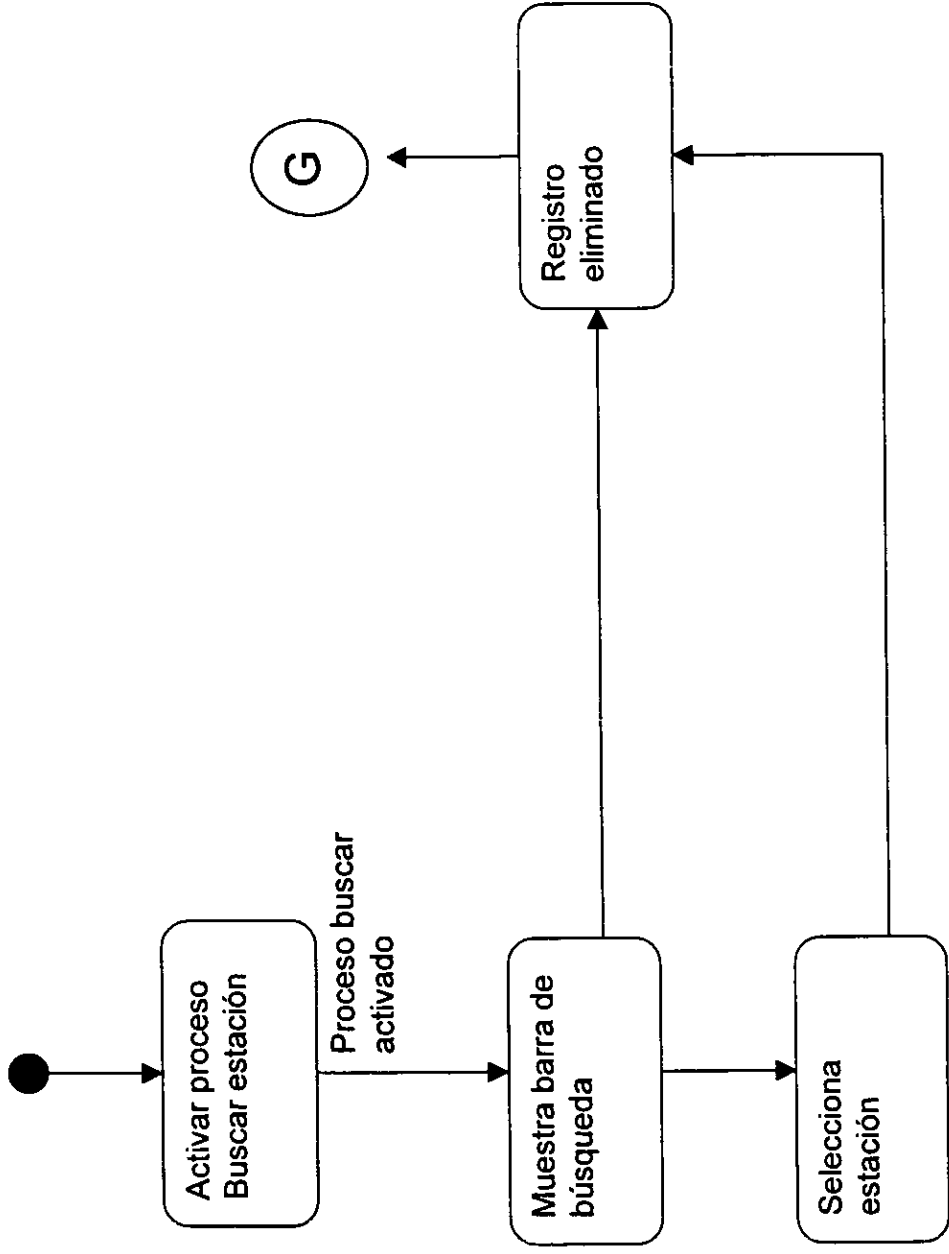 Activar proceso
Buscar estación
Proceso buscar
activado
Muestra barra de
búsqueda
Selecciona
estación
Registro
eliminado
G